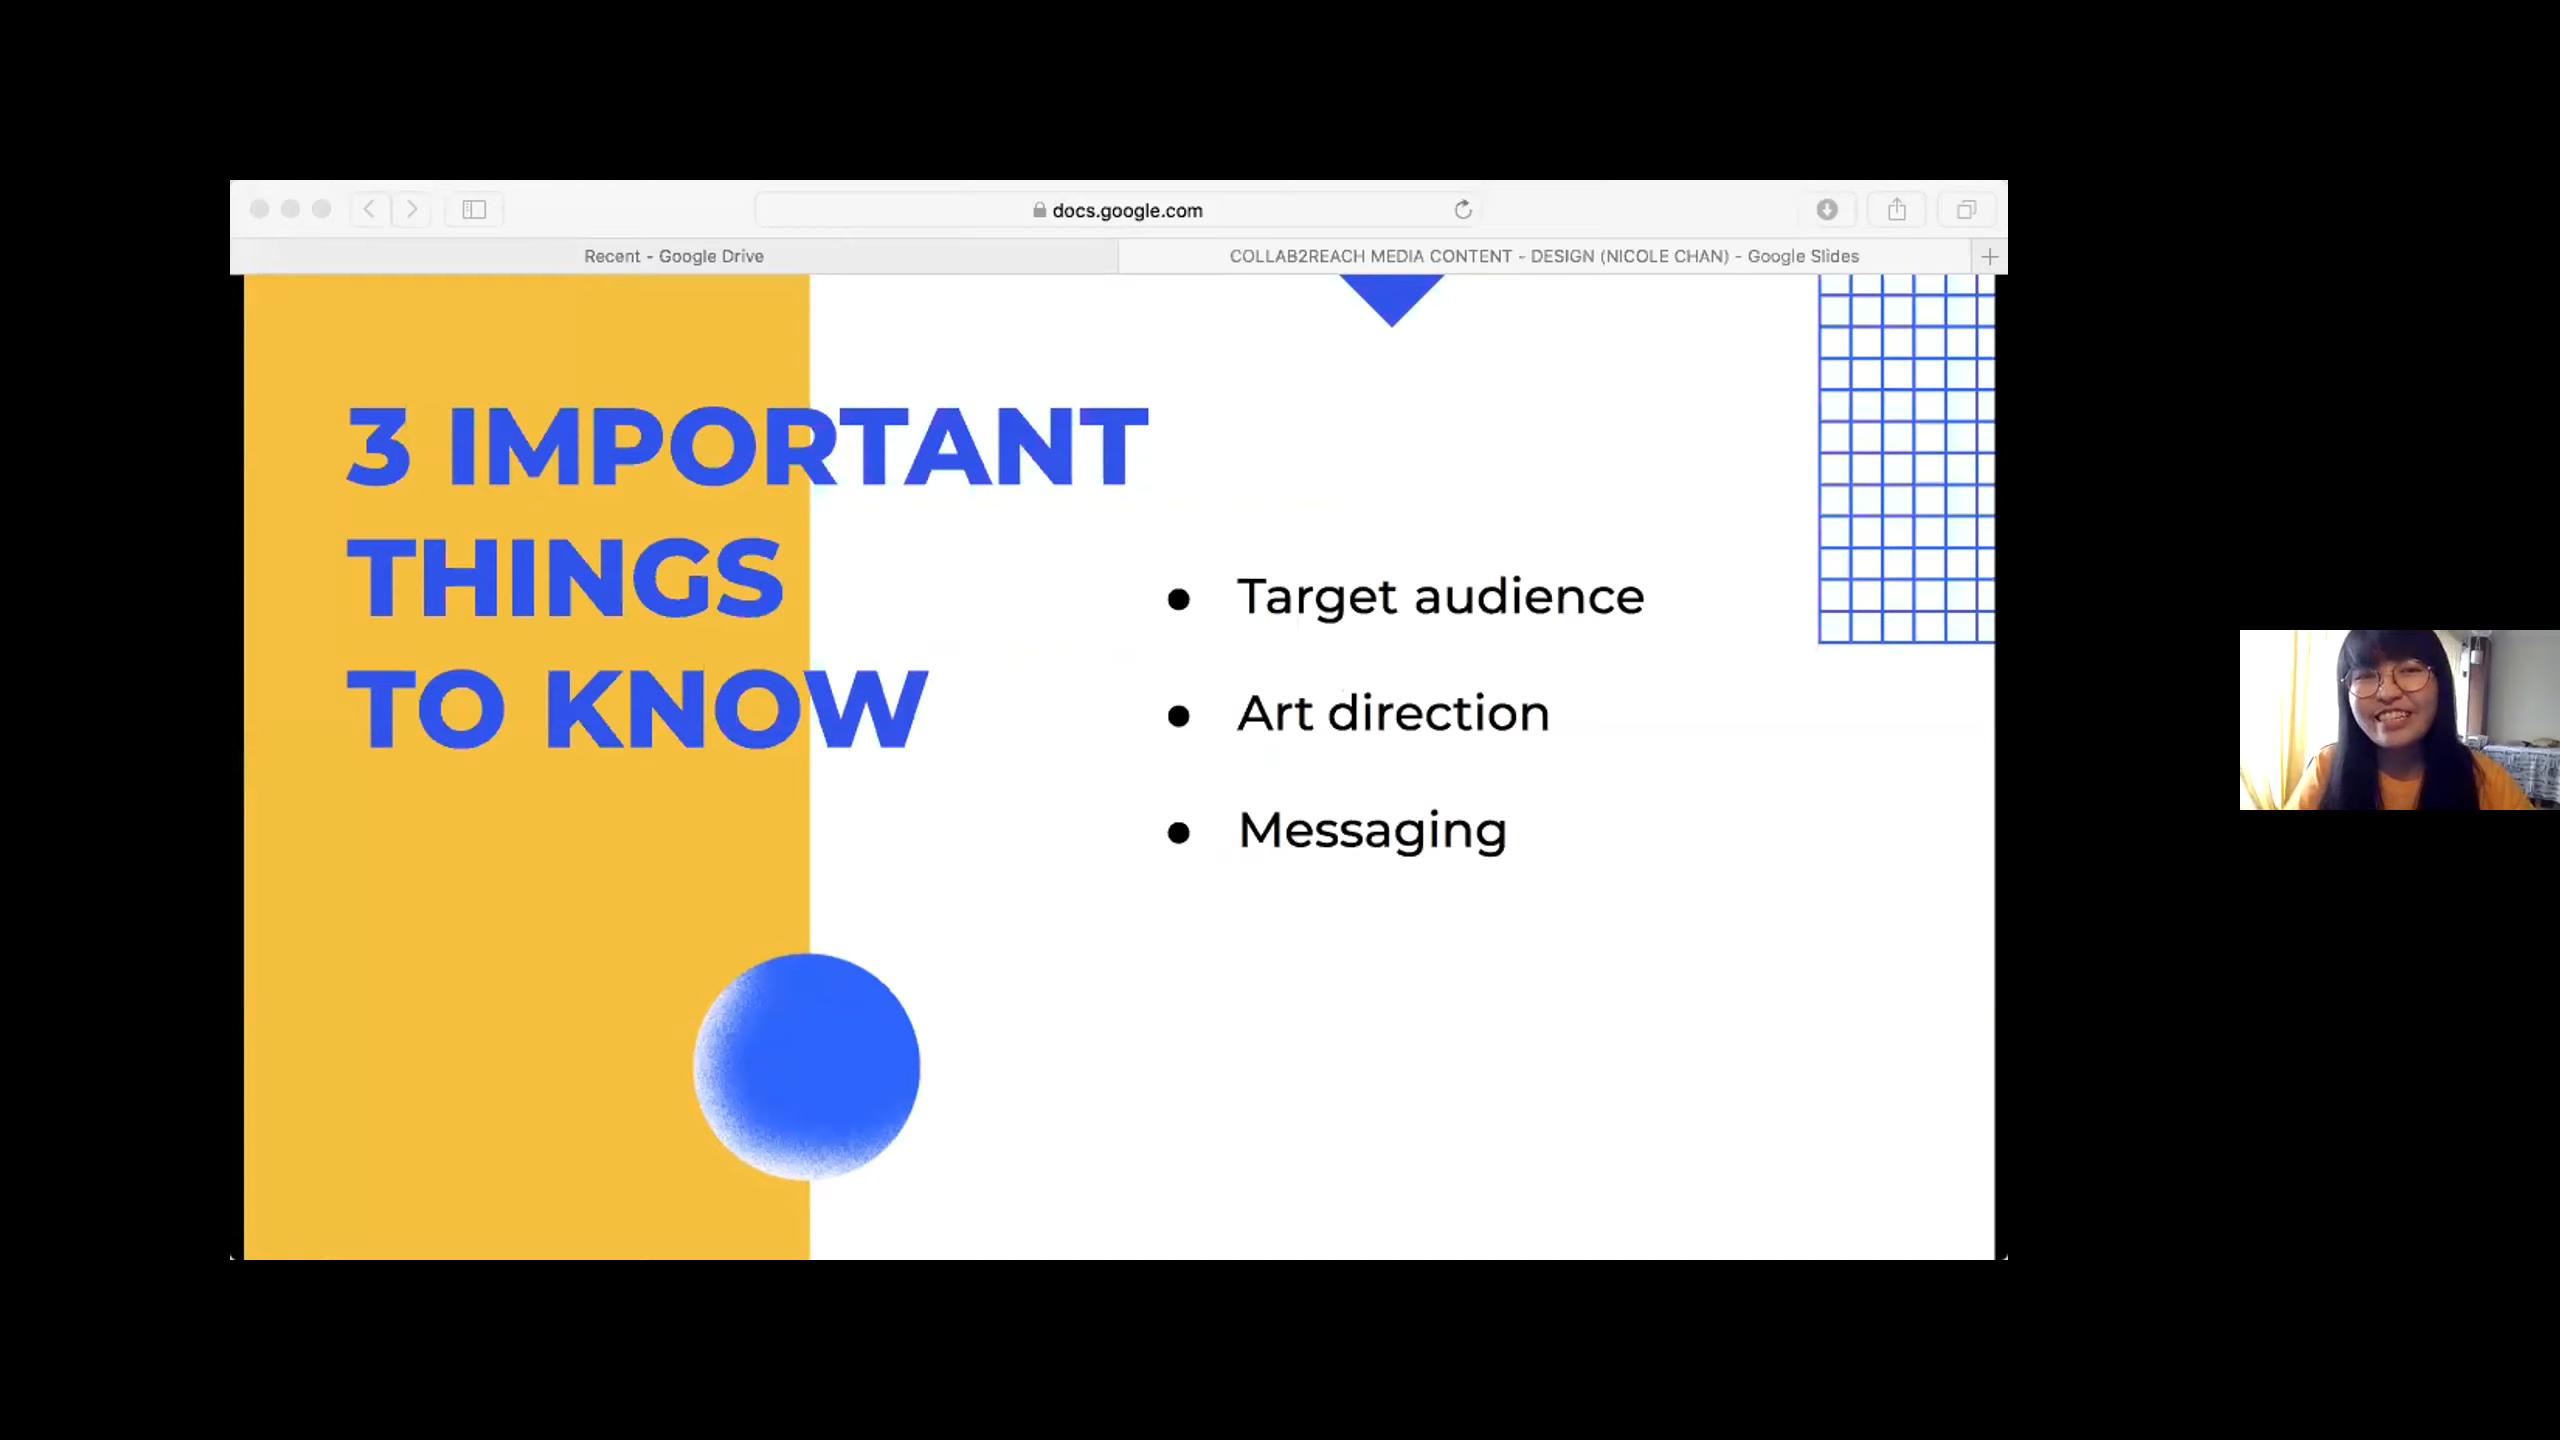 docs.google.com
Recent - Google Drive
COLLAB2REACH MEDIA CONTENT - DESIGN (NICOLE CHAN) - Google Slides
3 IMPORTANT
THINGS
TO KNOW
● Target audience
● Art direction
● Messaging